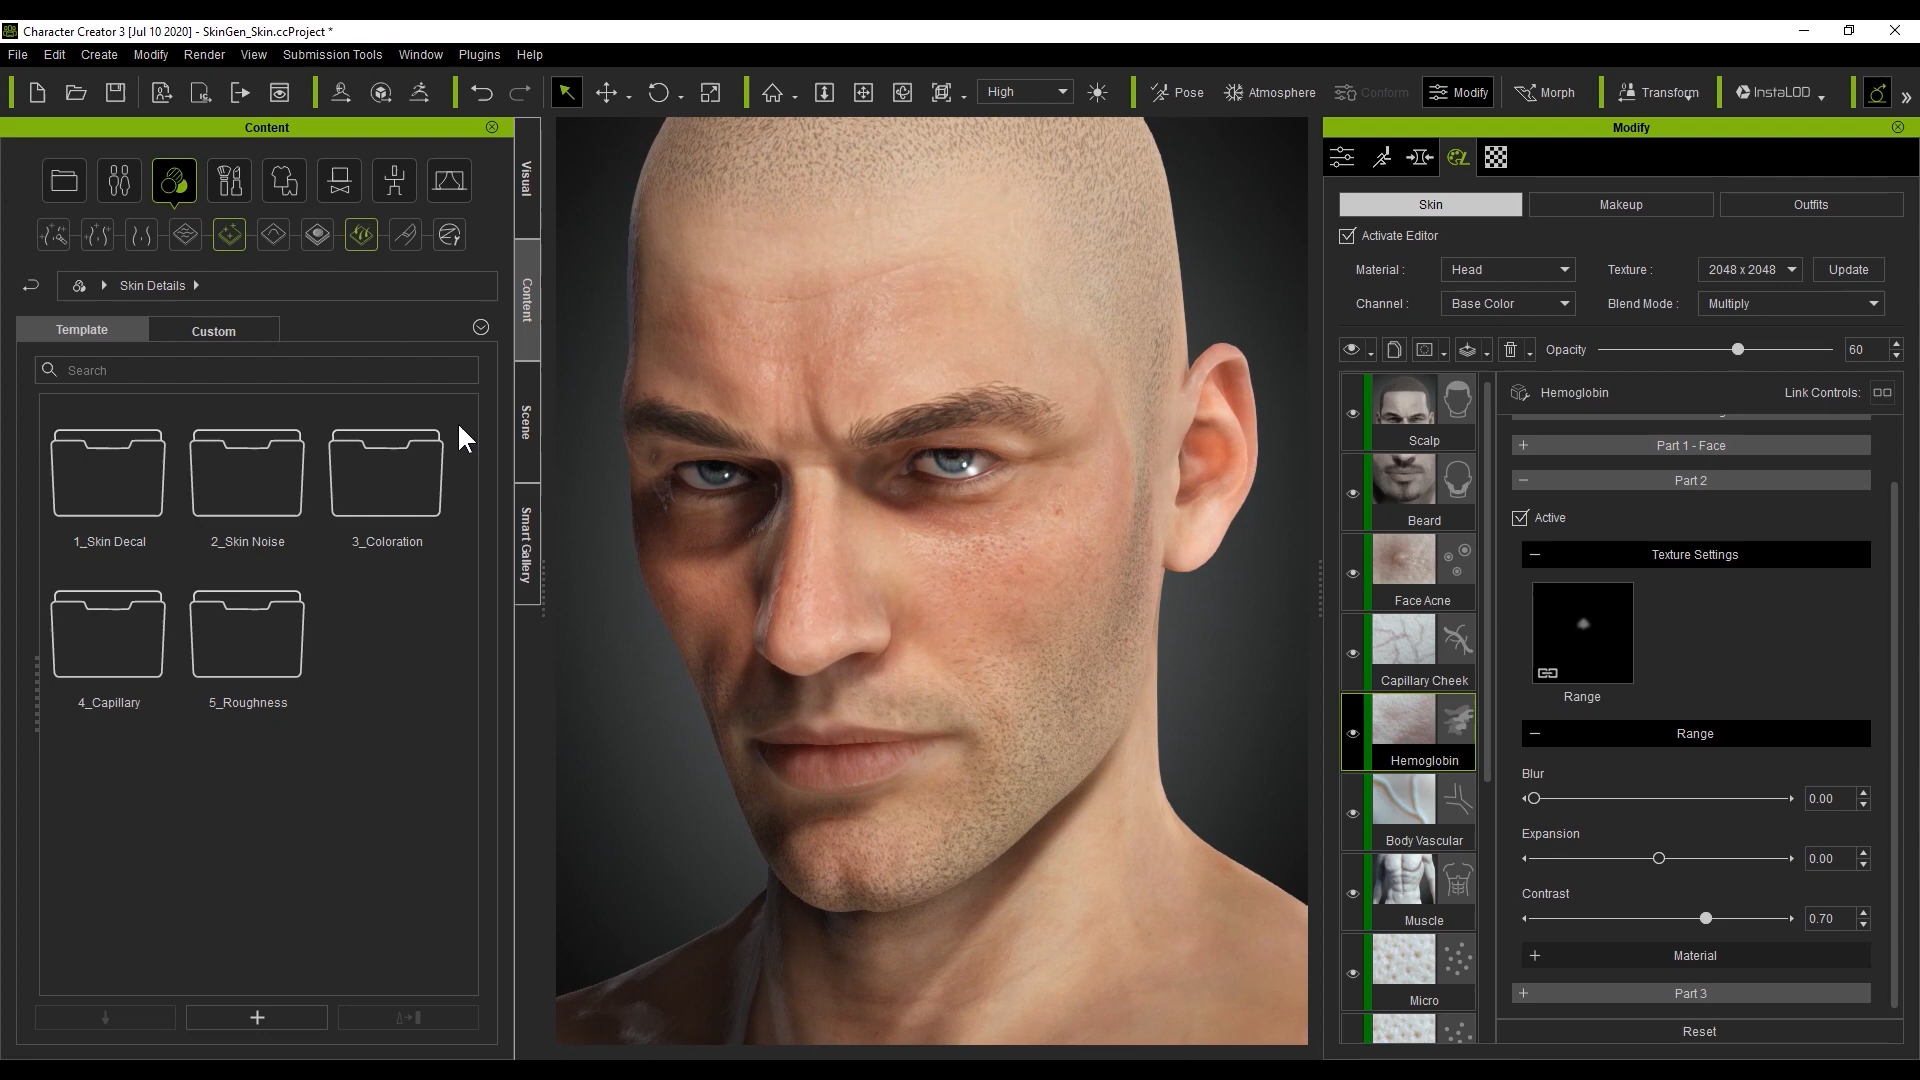 Character Creator 3 [Jul 10 2020] - SkinGen_Skin.ccProject *
File Edit Create Modify Render View Submission Tools Window Plugins Help
High Pose Atmosphere Conform Modify Morph Transform InstaLOD
Content
Skin Details
Template Custom
Search
1_Skin Decal 2_Skin Noise 3_Coloration
4_Capillary 5_Roughness
Visual
Content
Scene
Smart Gallery
Modify
Skin Makeup Outfits
Activate Editor
Material : Head Texture : 2048 x 2048 Update
Channel : Base Color Blend Mode : Multiply
Opacity 60
Scalp
Beard
Face Acne
Capillary Cheek
Hemoglobin
Body Vascular
Muscle
Micro
Hemoglobin Link Controls:
Part 1 - Face
Part 2
Active
Texture Settings
Range
Range
Blur
0.00
Expansion
0.00
Contrast
0.70
Material
Part 3
Reset